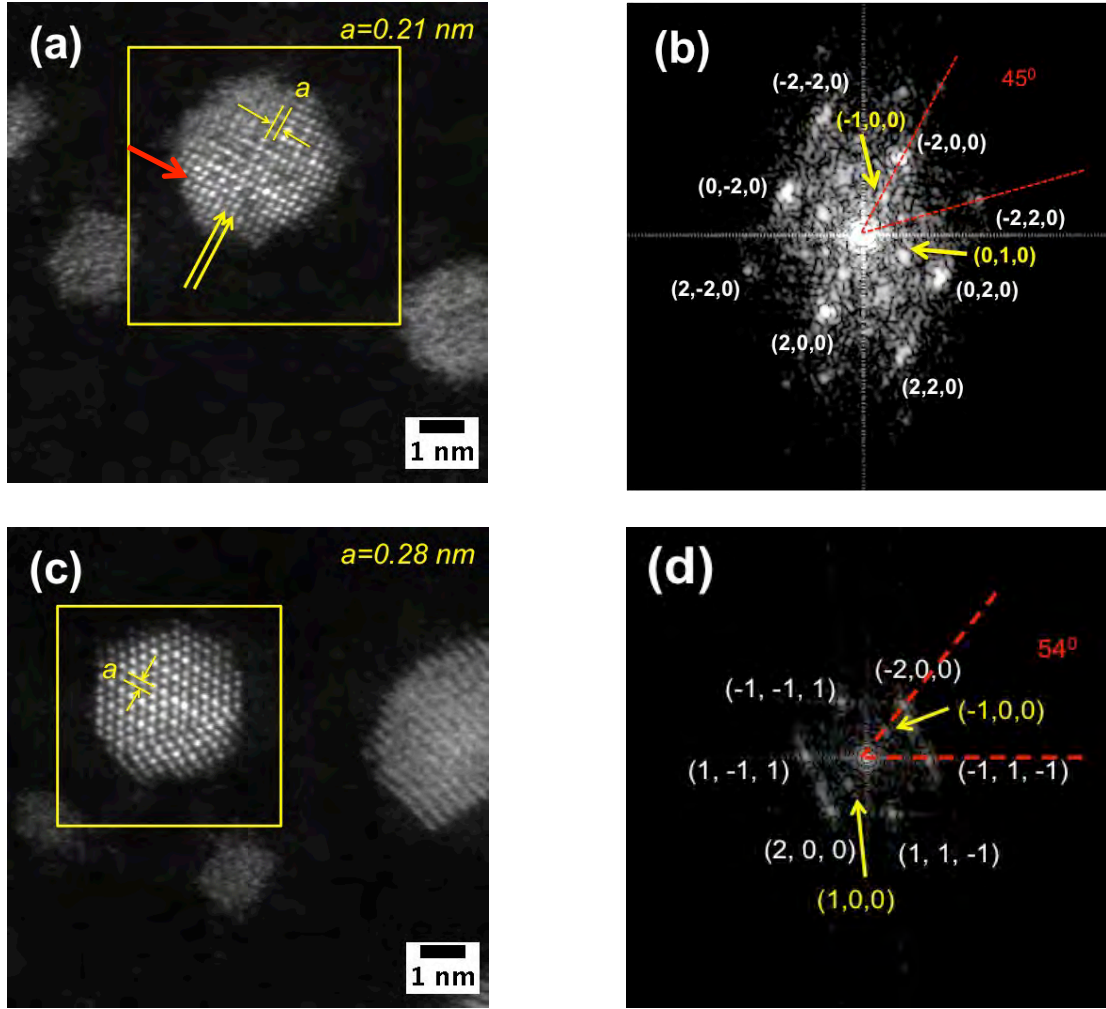 (a)
a=0.21 nm
a
1 nm
(b)
45⁰
(-2,-2,0)
(-1,0,0)
(-2,0,0)
(0,-2,0)
(-2,2,0)
(0,1,0)
(2,-2,0)
(0,2,0)
(2,0,0)
(2,2,0)
(c)
a=0.28 nm
a
1 nm
(d)
54⁰
(-2,0,0)
(-1, -1, 1)
(-1,0,0)
(1, -1, 1)
(-1, 1, -1)
(2, 0, 0)
(1, 1, -1)
(1,0,0)